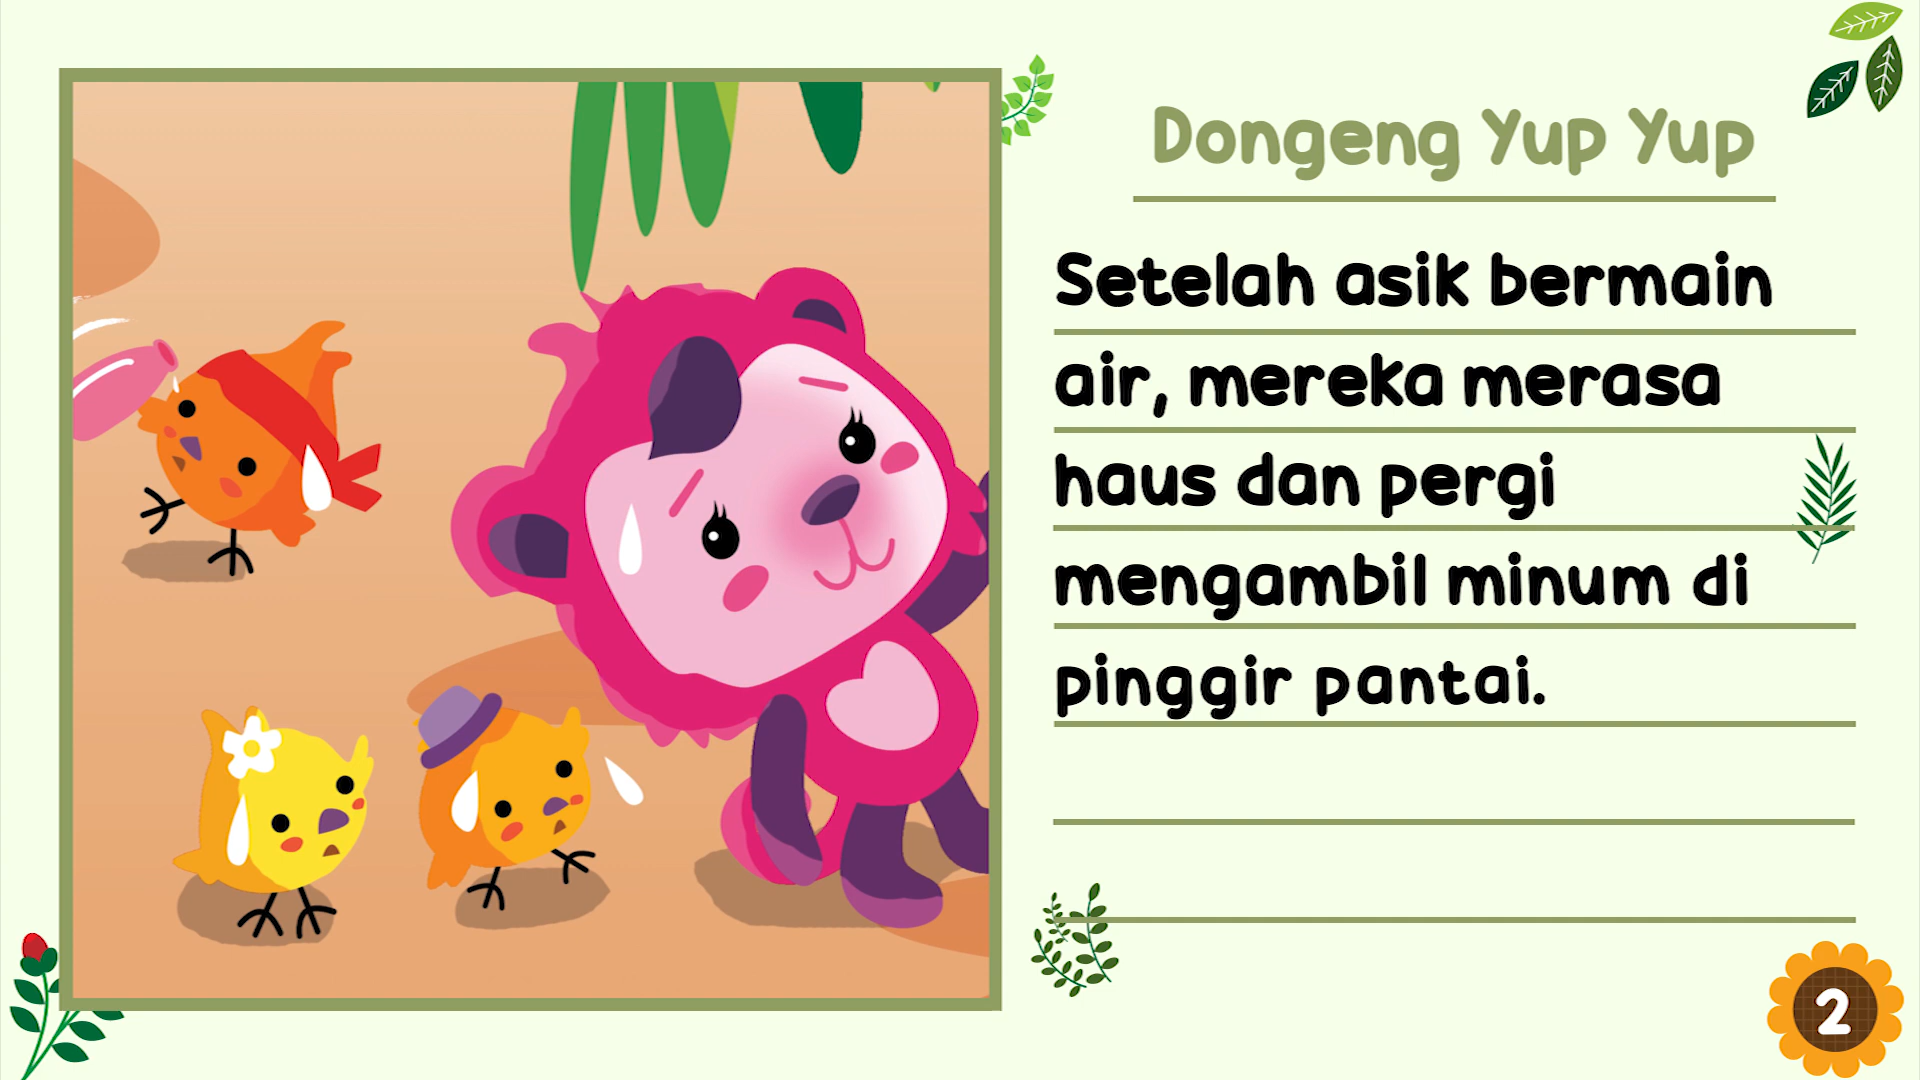 Dongeng Yup Yup
Setelah asik bermain
air, mereka merasa
haus dan pergi
mengambil minum di
pinggir pantai.
2